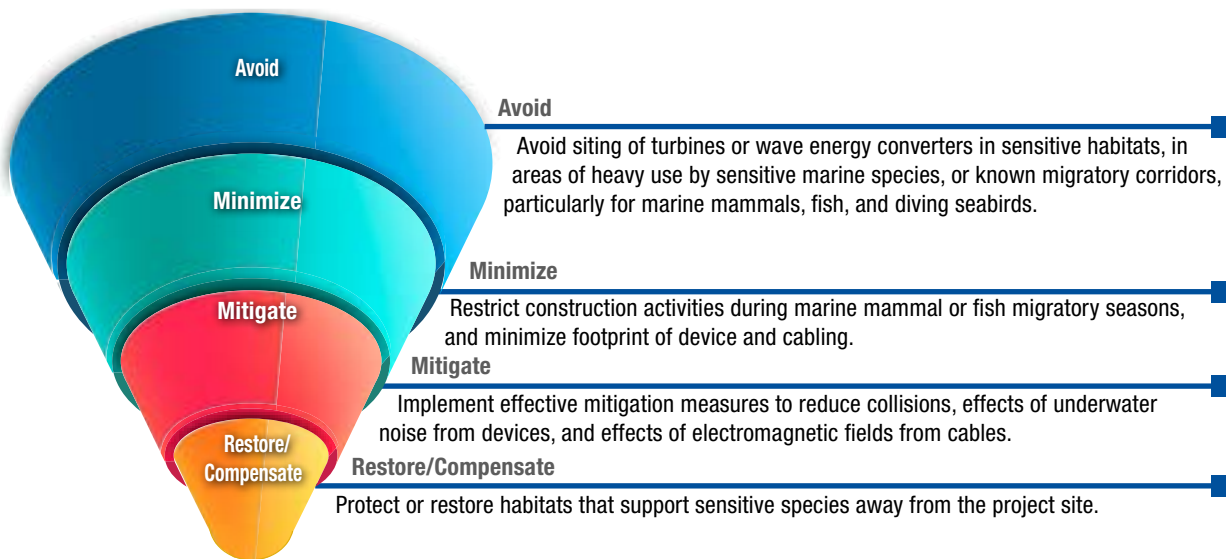 Avoid
Minimize
Mitigate
Restore/
Compensate
Avoid
Avoid siting of turbines or wave energy converters in sensitive habitats, in
areas of heavy use by sensitive marine species, or known migratory corridors,
particularly for marine mammals, fish, and diving seabirds.
Minimize
Restrict construction activities during marine mammal or fish migratory seasons,
and minimize footprint of device and cabling.
Mitigate
Implement effective mitigation measures to reduce collisions, effects of underwater
noise from devices, and effects of electromagnetic fields from cables.
Restore/Compensate
Protect or restore habitats that support sensitive species away from the project site.